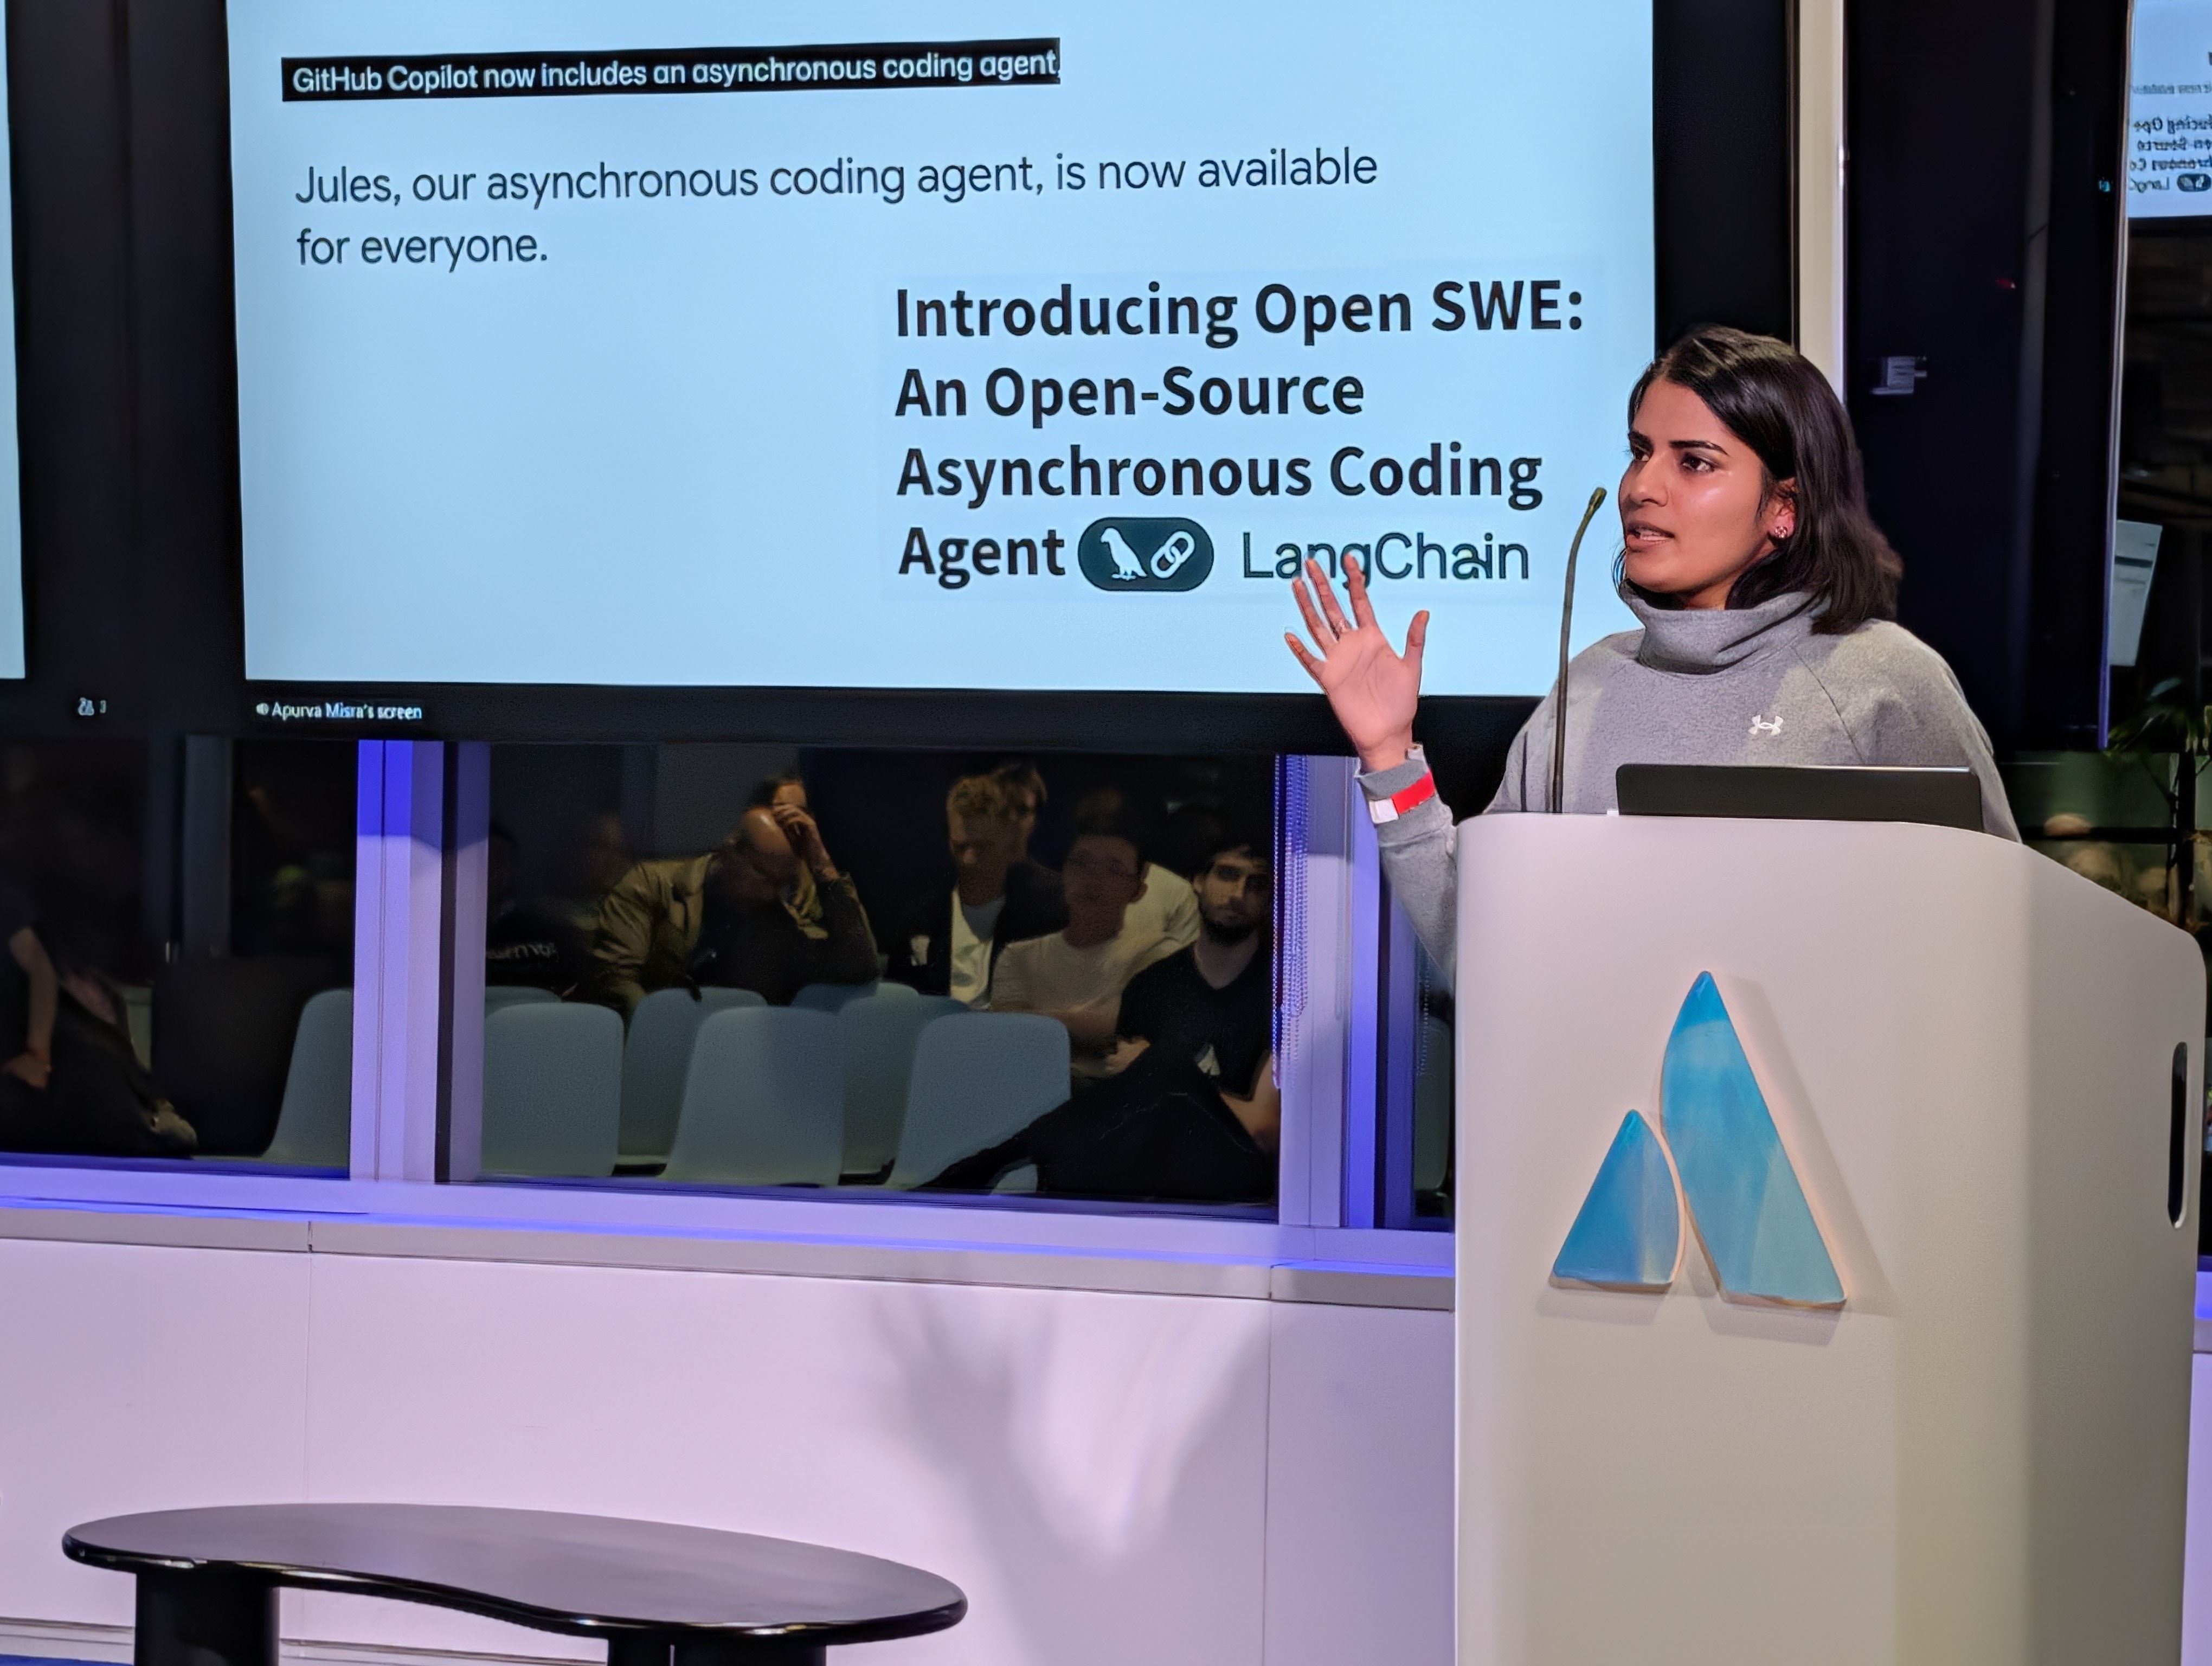 GitHub Copilot now includes an asynchronous coding agent
Jules, our asynchronous coding agent, is now available
for everyone.
Introducing Open SWE:
An Open-Source
Asynchronous Coding
Agent LangChain
Apurva Misra's screen